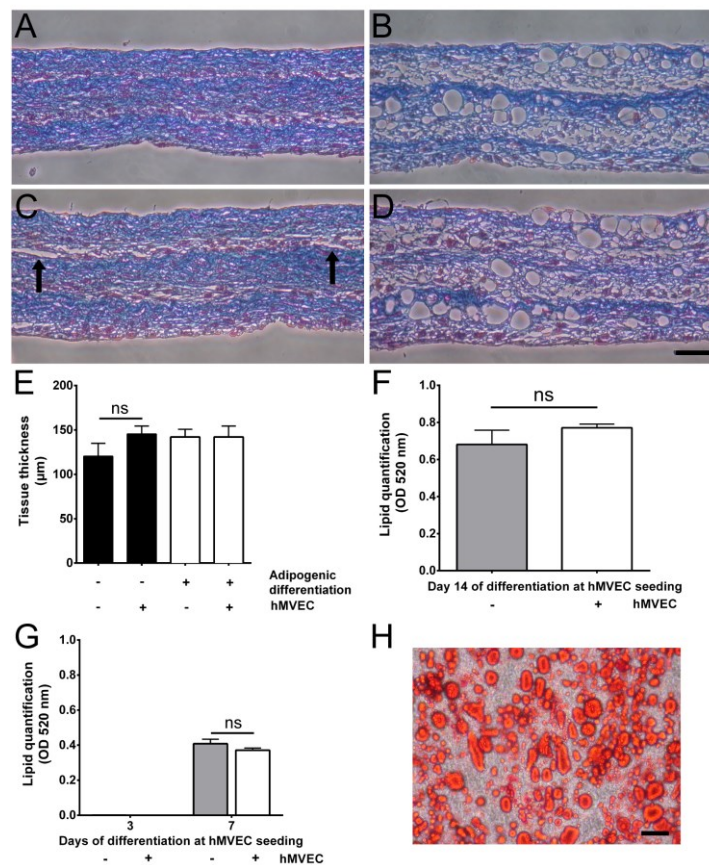 A
B
C
D
E
200
150
100
50
0
Tissue thickness
(µm)
ns
- - + +
Adipogenic
differentiation
- + - +
hMVEC
F
1.0
0.8
0.6
0.4
0.2
0.0
Lipid quantification
(OD 520 nm)
ns
Day 14 of differentiation at hMVEC seeding
- + hMVEC
G
1.0
0.8
0.6
0.4
0.2
0.0
Lipid quantification
(OD 520 nm)
ns
3 7
Days of differentiation at hMVEC seeding
- + - + hMVEC
H